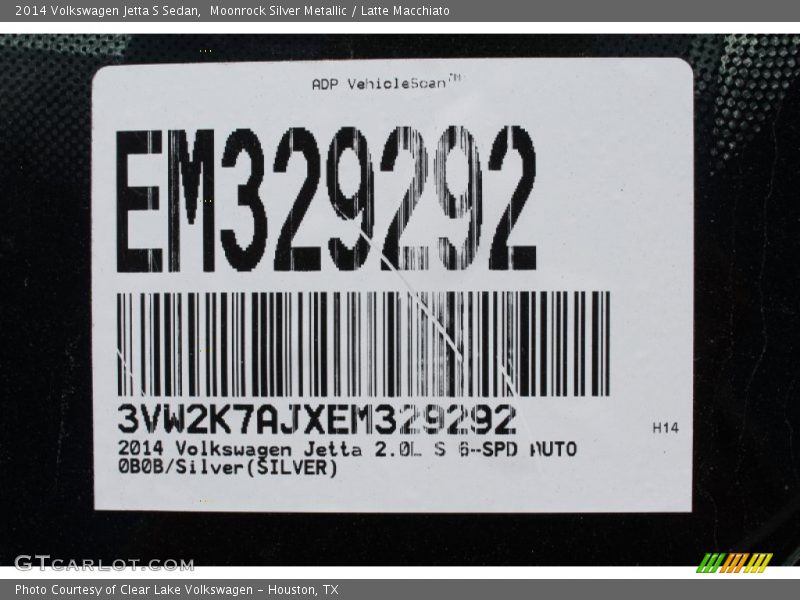 2014 Volkswagen Jetta S Sedan,  Moonrock Silver Metallic / Latte Macchiato
ADP VehicleScan™
EM329292
3VW2K7AJXEM329292
H14
2014 Volkswagen Jetta 2.0L S 6-SPD AUTO
0B0B/Silver(SILVER)
GTCARLOT.COM
Photo Courtesy of Clear Lake Volkswagen – Houston, TX